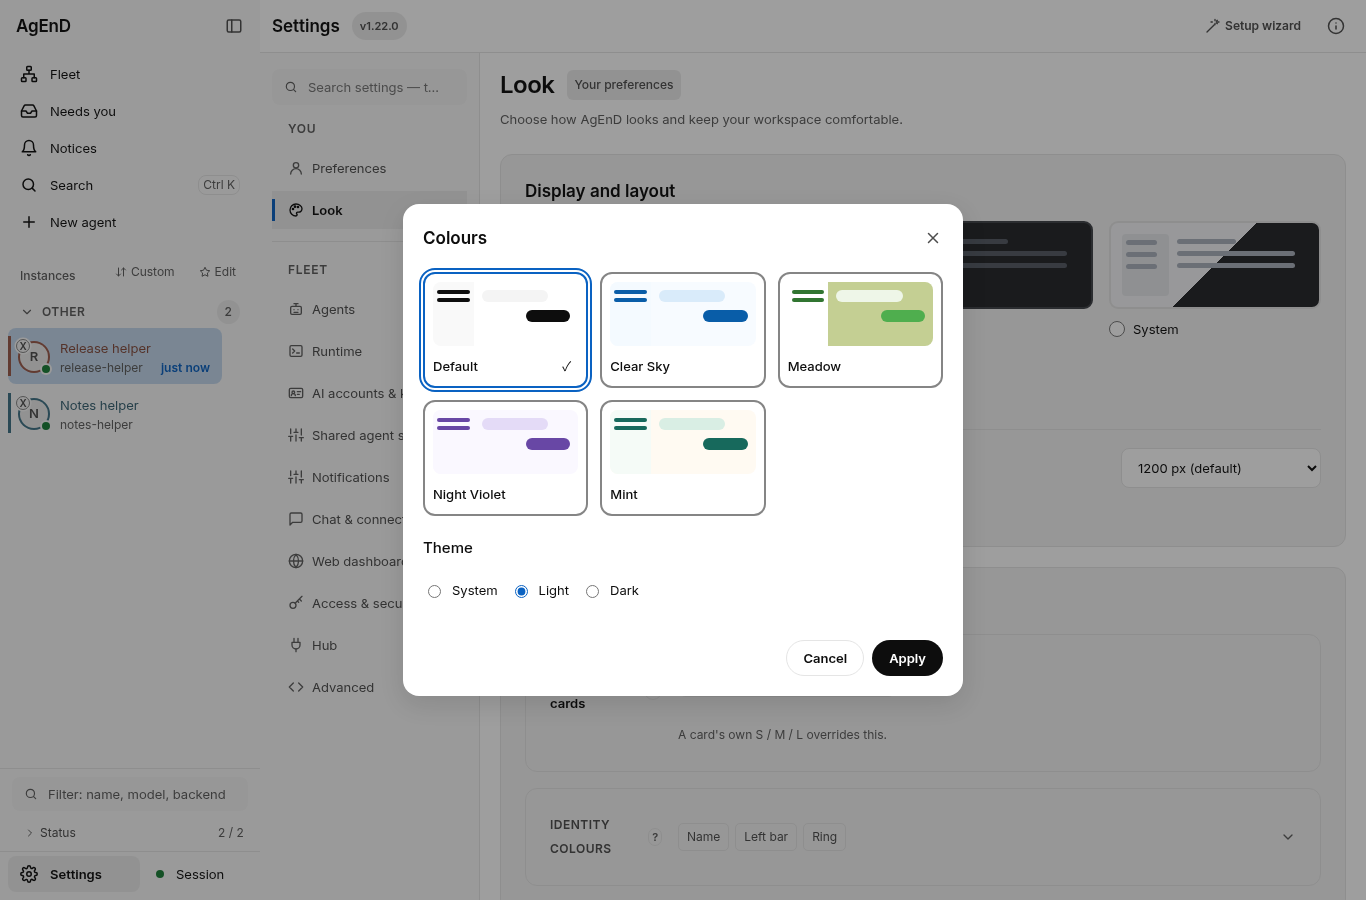 AgEnD
Settings
v1.22.0
Setup wizard
Fleet
Needs you
Notices
Search
Ctrl K
New agent
Instances
Custom
Edit
OTHER
2
X
R
Release helper
release-helper
just now
X
N
Notes helper
notes-helper
Filter: name, model, backend
Status
2 / 2
Settings
Session
Search settings — t...
YOU
Preferences
Look
FLEET
Agents
Runtime
AI accounts &
Shared agent s
Notifications
Chat & connec
Web dashboar
Access & secu
Hub
Advanced
Look
Your preferences
Choose how AgEnD looks and keep your workspace comfortable.
Display and layout
System
1200 px (default)
Colours
Default
✓
Clear Sky
Meadow
Night Violet
Mint
Theme
System
Light
Dark
Cancel
Apply
cards
A card's own S / M / L overrides this.
IDENTITY
COLOURS
?
Name
Left bar
Ring